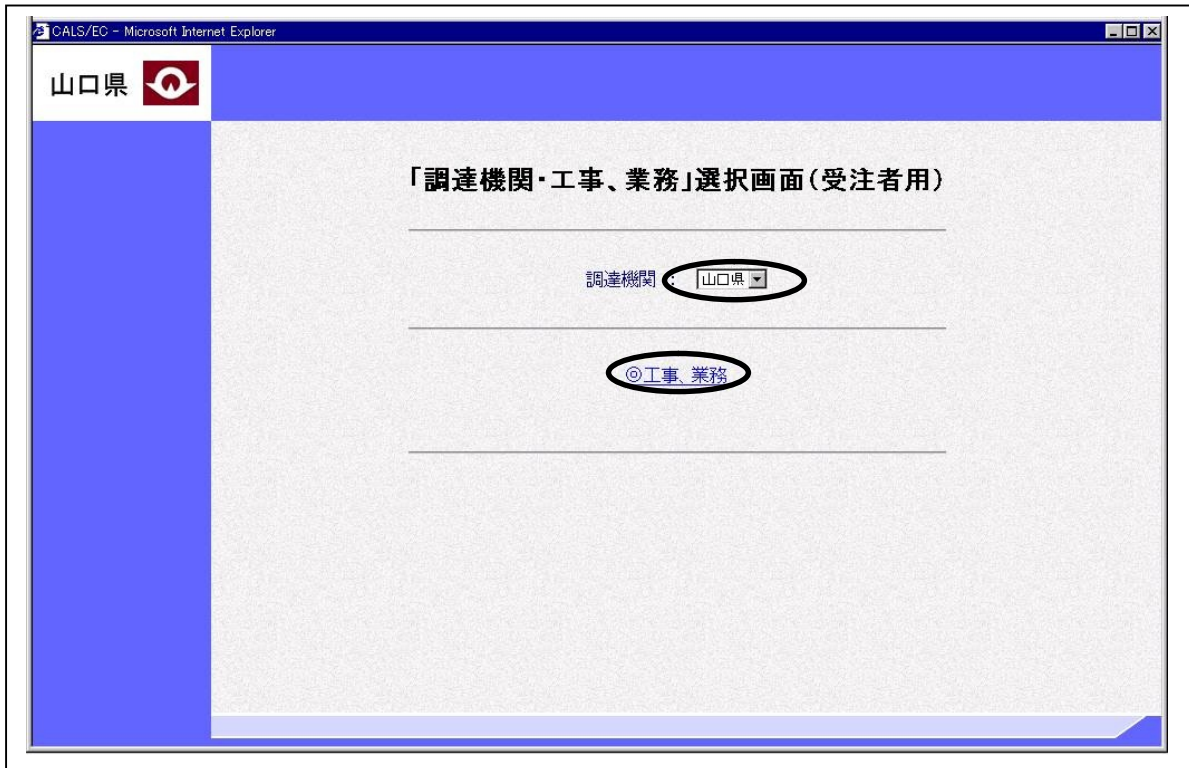 CALS/EC - Microsoft Internet Explorer
山口県
「調達機関・工事、業務」選択画面(受注者用)
調達機関 : 山口県
◎工事、業務